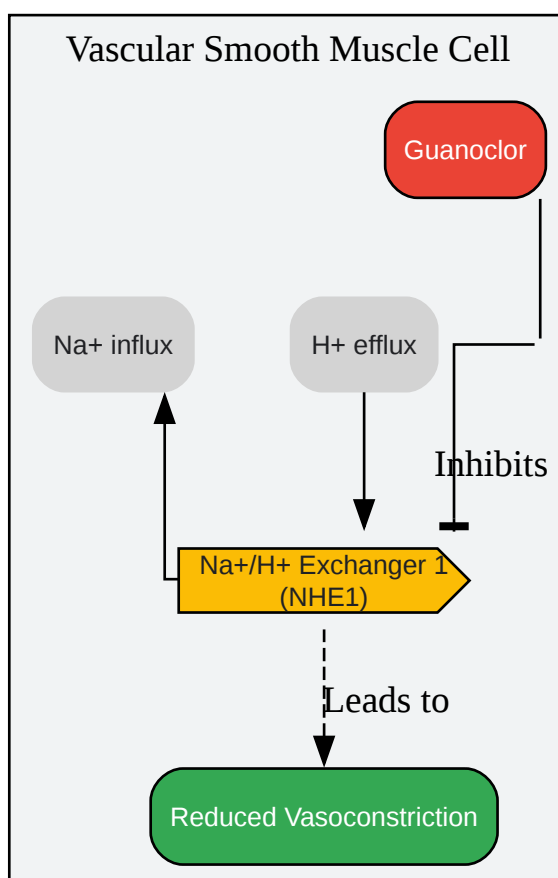 Vascular Smooth Muscle Cell
Guanoclor
Na+ influx
H+ efflux
Inhibits
Na+/H+ Exchanger 1
(NHE1)
Leads to
Reduced Vasoconstriction